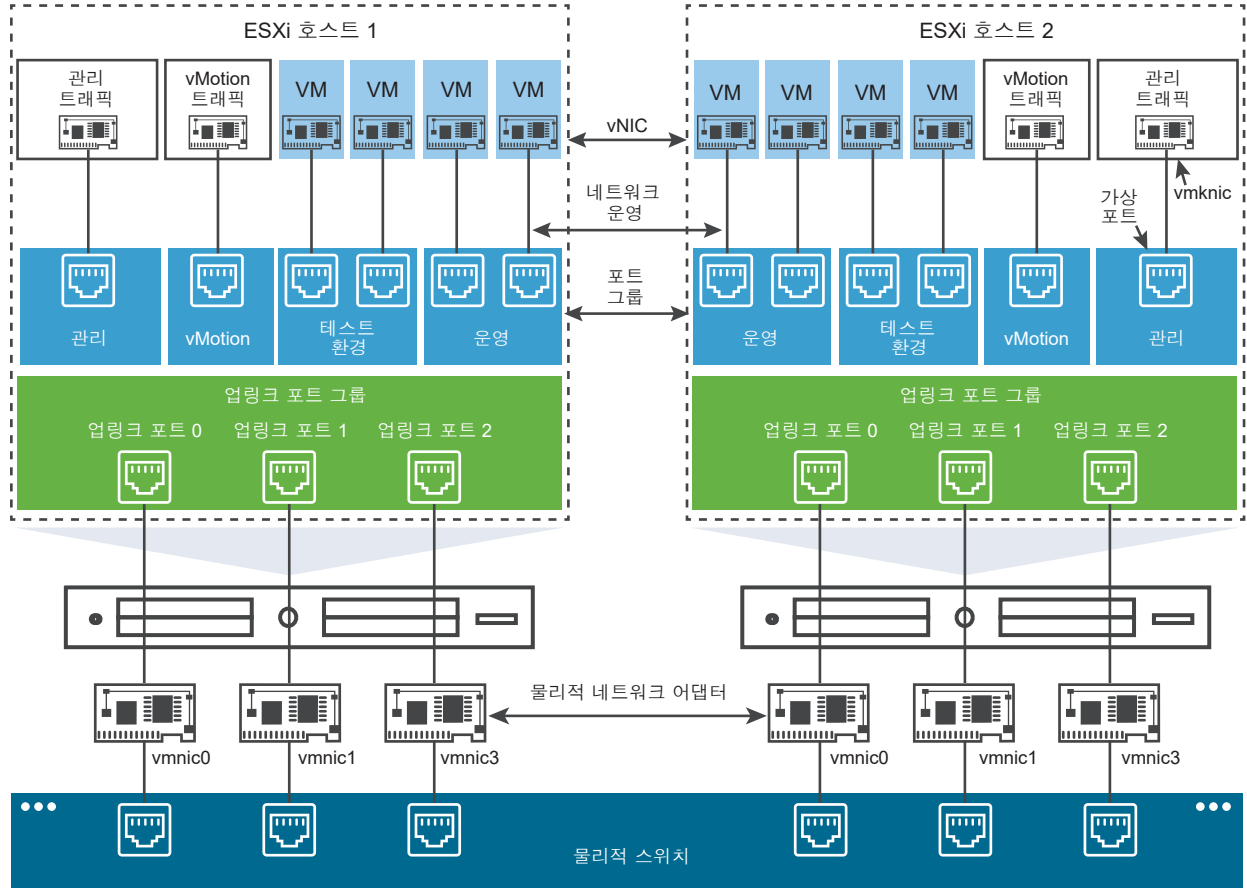 ESXi 호스트 1
관리
트래픽
vMotion
트래픽
VM
VM
VM
VM
vNIC
네트워크
운영
포트
그룹
관리
vMotion
테스트
환경
운영
업링크 포트 그룹
업링크 포트 0
업링크 포트 1
업링크 포트 2
ESXi 호스트 2
VM
VM
VM
VM
vMotion
트래픽
관리
트래픽
vmknic
가상
포트
운영
테스트
환경
vMotion
관리
업링크 포트 그룹
업링크 포트 0
업링크 포트 1
업링크 포트 2
물리적 네트워크 어댑터
vmnic0
vmnic1
vmnic3
vmnic0
vmnic1
vmnic3
물리적 스위치